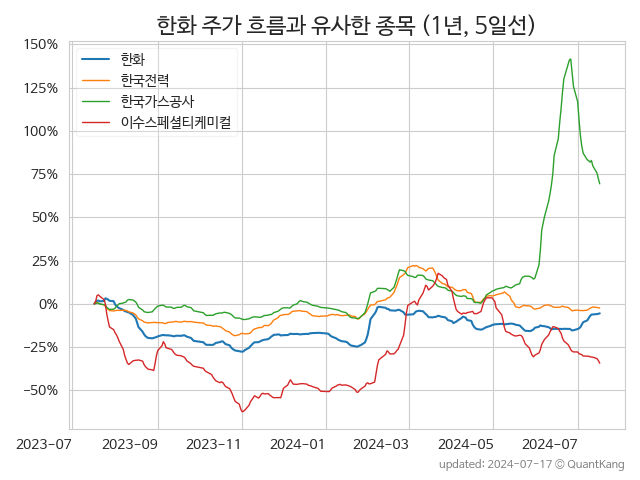 한화 주가 흐름과 유사한 종목 (1년, 5일선)
한화
한국전력
한국가스공사
이수스페셜티케미컬
150%
125%
100%
75%
50%
25%
0%
−25%
−50%
2023-07
2023-09
2023-11
2024-01
2024-03
2024-05
2024-07
updated: 2024-07-17 © QuantKang